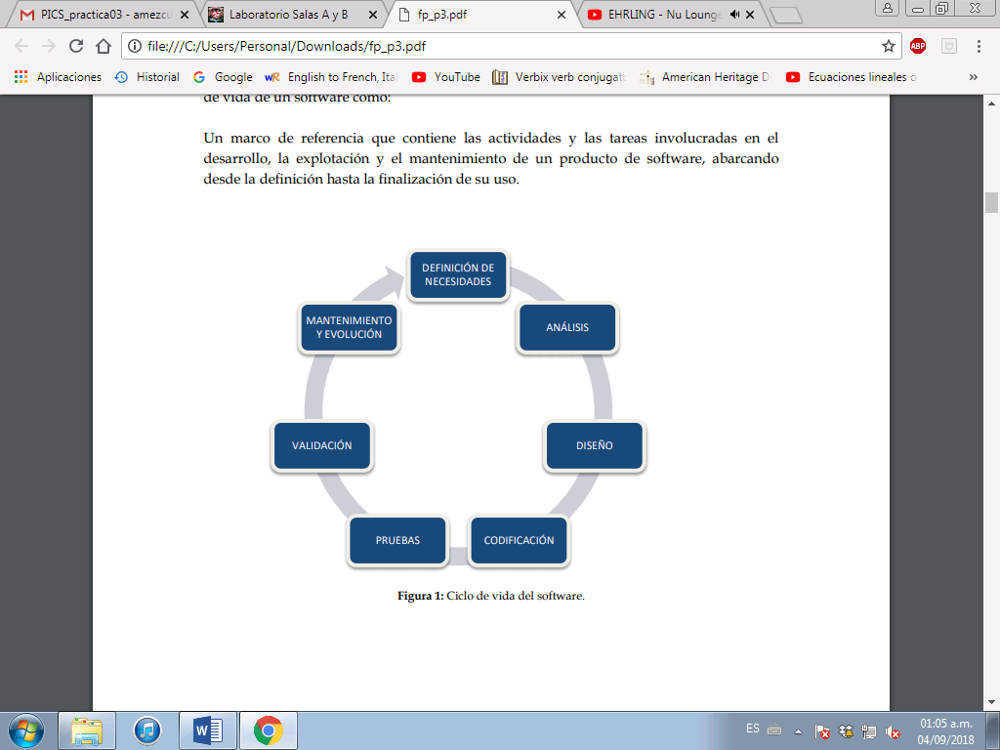 PICS_practica03 - amezcu
Laboratorio Salas A y B
fp_p3.pdf
EHRLING - Nu Lounge
file:///C:/Users/Personal/Downloads/fp_p3.pdf
ABP
Aplicaciones
Historial
Google
English to French, Ital
YouTube
Verbix verb conjugat
American Heritage D
Ecuaciones lineales o
»
de vida de un software como:
Un marco de referencia que contiene las actividades y las tareas involucradas en el
desarrollo, la explotación y el mantenimiento de un producto de software, abarcando
desde la definición hasta la finalización de su uso.
DEFINICIÓN DE
NECESIDADES
ANÁLISIS
DISEÑO
CODIFICACIÓN
PRUEBAS
VALIDACIÓN
MANTENIMIENTO
Y EVOLUCIÓN
Figura 1: Ciclo de vida del software.
ES
01:05 a.m.
04/09/2018